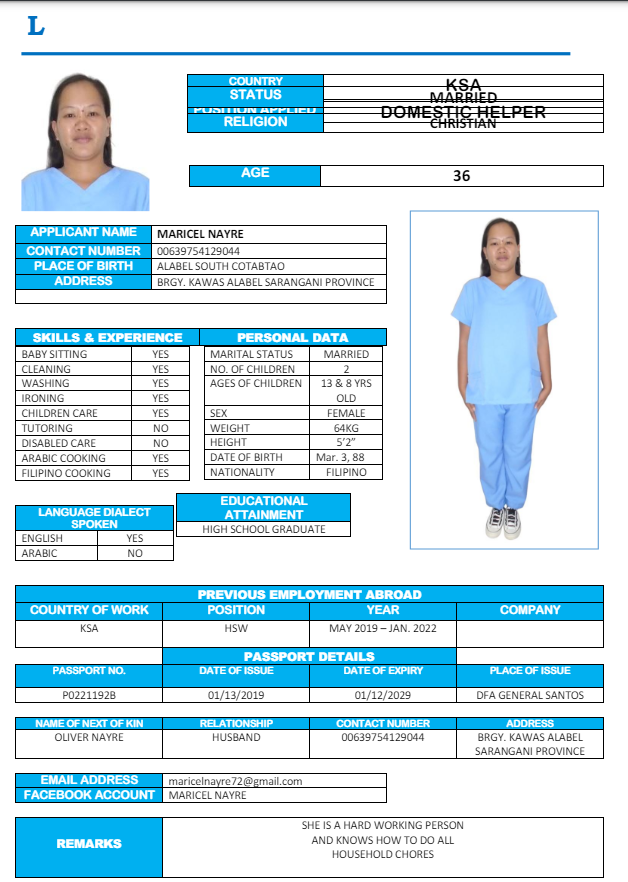 L
COUNTRY KSA
STATUS MARRIED
POSITION APPLIED DOMESTIC HELPER
RELIGION CHRISTIAN
AGE 36
APPLICANT NAME MARICEL NAYRE
CONTACT NUMBER 00639754129044
PLACE OF BIRTH ALABEL SOUTH COTABTAO
ADDRESS BRGY. KAWAS ALABEL SARANGANI PROVINCE
SKILLS & EXPERIENCE
BABY SITTING YES
CLEANING YES
WASHING YES
IRONING YES
CHILDREN CARE YES
TUTORING NO
DISABLED CARE NO
ARABIC COOKING YES
FILIPINO COOKING YES
PERSONAL DATA
MARITAL STATUS MARRIED
NO. OF CHILDREN 2
AGES OF CHILDREN 13 & 8 YRS
OLD
SEX FEMALE
WEIGHT 64KG
HEIGHT 5’2”
DATE OF BIRTH Mar. 3, 88
NATIONALITY FILIPINO
LANGUAGE DIALECT
SPOKEN
ENGLISH YES
ARABIC NO
EDUCATIONAL
ATTAINMENT
HIGH SCHOOL GRADUATE
PREVIOUS EMPLOYMENT ABROAD
COUNTRY OF WORK POSITION YEAR COMPANY
KSA HSW MAY 2019 – JAN. 2022
PASSPORT DETAILS
PASSPORT NO. DATE OF ISSUE DATE OF EXPIRY PLACE OF ISSUE
P0221192B 01/13/2019 01/12/2029 DFA GENERAL SANTOS
NAME OF NEXT OF KIN RELATIONSHIP CONTACT NUMBER ADDRESS
OLIVER NAYRE HUSBAND 00639754129044 BRGY. KAWAS ALABEL
SARANGANI PROVINCE
EMAIL ADDRESS maricelnayre72@gmail.com
FACEBOOK ACCOUNT MARICEL NAYRE
REMARKS
SHE IS A HARD WORKING PERSON
AND KNOWS HOW TO DO ALL
HOUSEHOLD CHORES